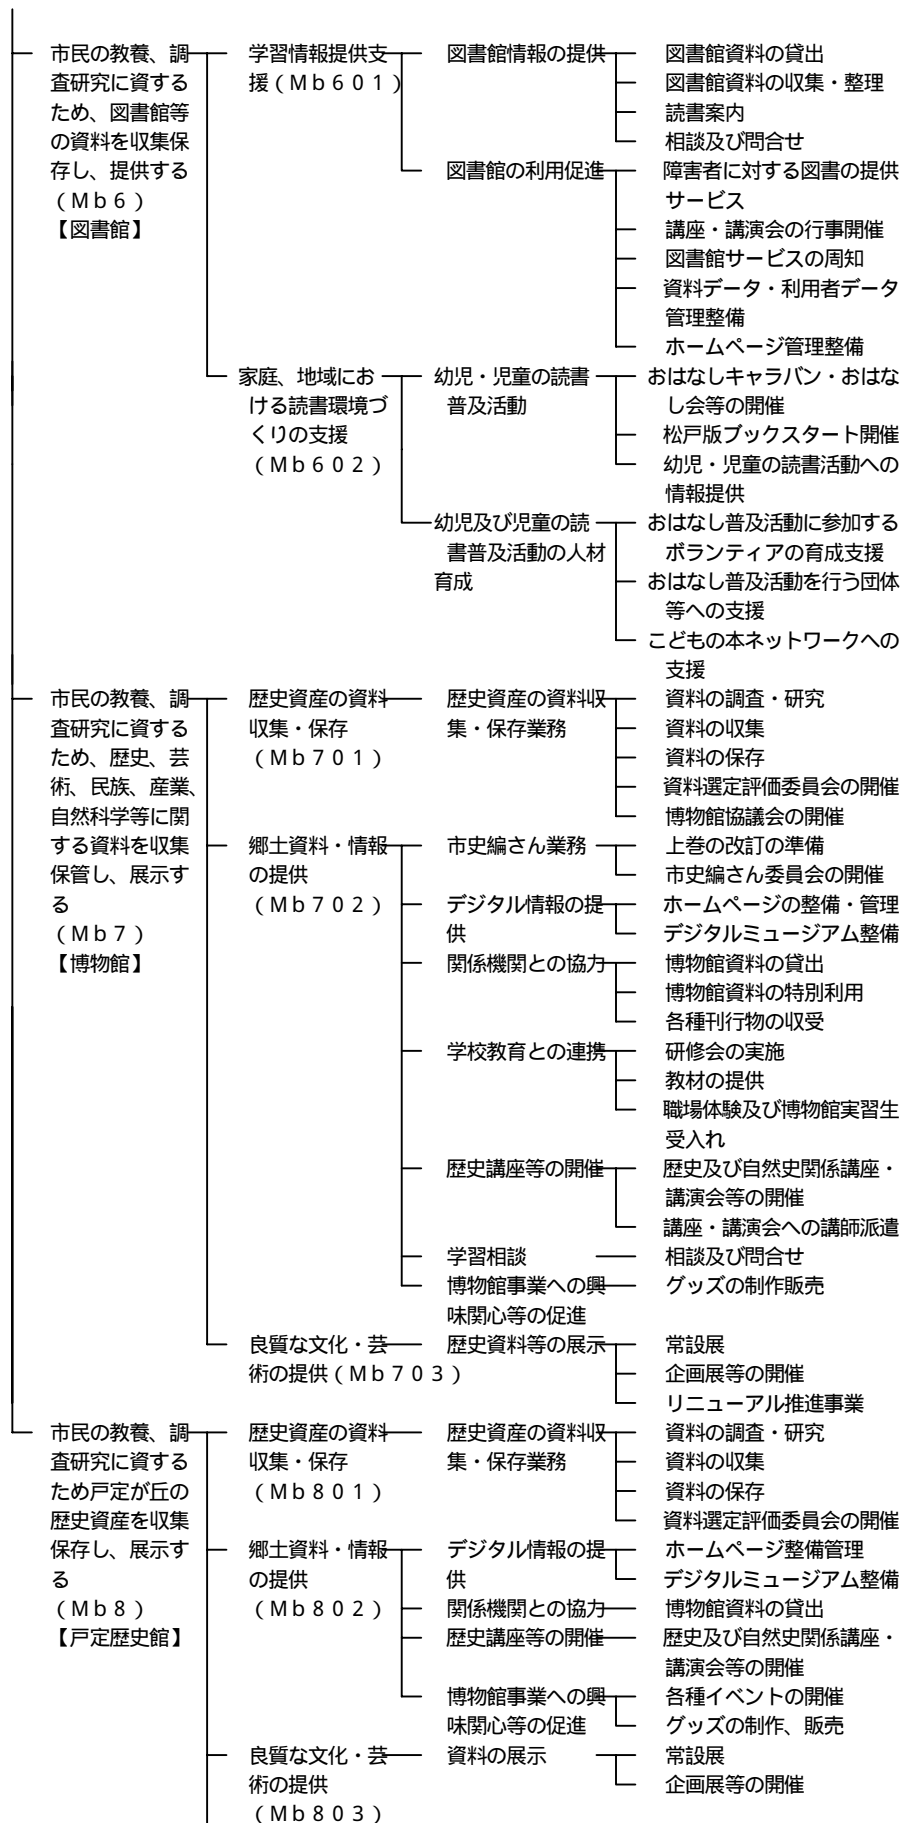 市民の教養、調
査研究に資する
ため、図書館等
の資料を収集保
存し、提供する
(Mb6)
【図書館】
学習情報提供支
援(Mb601)
図書館情報の提供
図書館資料の貸出
図書館資料の収集・整理
読書案内
相談及び問合せ
図書館の利用促進
障害者に対する図書の提供
サービス
講座・講演会の行事開催
図書館サービスの周知
資料データ・利用者データ
管理整備
ホームページ管理整備
家庭、地域にお
ける読書環境づ
くりの支援
(Mb602)
幼児・児童の読書
普及活動
おはなしキャラバン・おはな
し会等の開催
松戸版ブックスタート開催
幼児・児童の読書活動への
情報提供
幼児及び児童の読
書普及活動の人材
育成
おはなし普及活動に参加する
ボランティアの育成支援
おはなし普及活動を行う団体
等への支援
こどもの本ネットワークへの
支援
市民の教養、調
査研究に資する
ため、歴史、芸
術、民族、産業、
自然科学等に関
する資料を収集
保管し、展示す
る
(Mb7)
【博物館】
歴史資産の資料
収集・保存
(Mb701)
歴史資産の資料収
集・保存業務
資料の調査・研究
資料の収集
資料の保存
資料選定評価委員会の開催
博物館協議会の開催
郷土資料・情報
の提供
(Mb702)
市史編さん業務
上巻の改訂の準備
市史編さん委員会の開催
デジタル情報の提
供
ホームページの整備・管理
デジタルミュージアム整備
関係機関との協力
博物館資料の貸出
博物館資料の特別利用
各種刊行物の収受
学校教育との連携
研修会の実施
教材の提供
職場体験及び博物館実習生
受入れ
歴史講座等の開催
歴史及び自然史関係講座・
講演会等の開催
講座・講演会への講師派遣
学習相談
相談及び問合せ
博物館事業への興
味関心等の促進
グッズの制作販売
良質な文化・芸
術の提供(Mb703)
歴史資料等の展示
常設展
企画展等の開催
リニューアル推進事業
市民の教養、調
査研究に資する
ため戸定が丘の
歴史資産を収集
保存し、展示す
る
(Mb8)
【戸定歴史館】
歴史資産の資料
収集・保存
(Mb801)
歴史資産の資料収
集・保存業務
資料の調査・研究
資料の収集
資料の保存
資料選定評価委員会の開催
郷土資料・情報
の提供
(Mb802)
デジタル情報の提
供
ホームページ整備管理
デジタルミュージアム整備
関係機関との協力
博物館資料の貸出
歴史講座等の開催
歴史及び自然史関係講座・
講演会等の開催
博物館事業への興
味関心等の促進
各種イベントの開催
グッズの制作、販売
良質な文化・芸
術の提供
(Mb803)
資料の展示
常設展
企画展等の開催